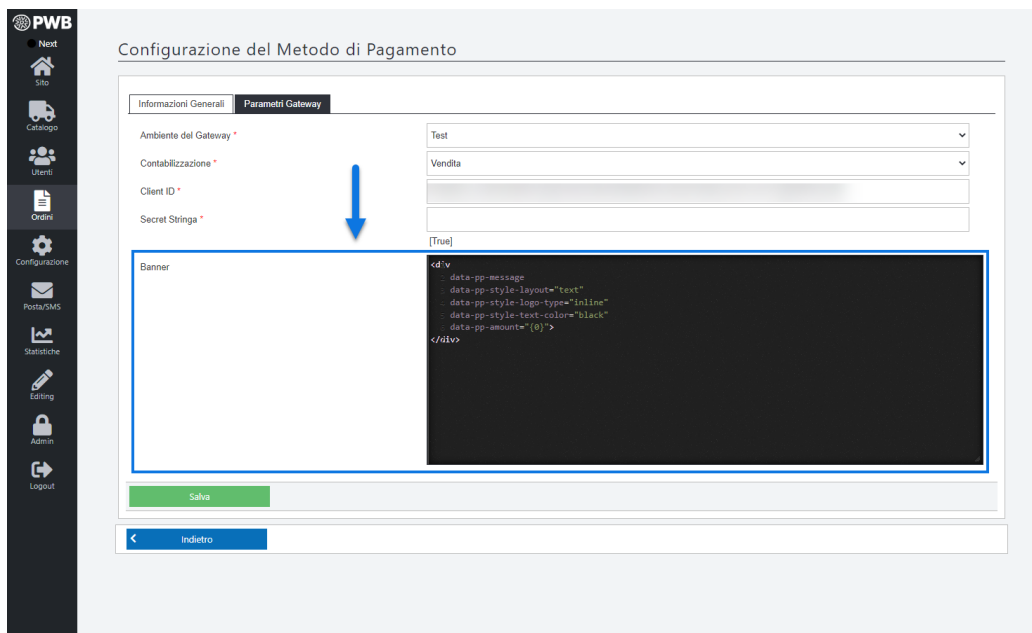 PWB
Next
Sito
Catalogo
Utenti
Ordini
Configurazione
Posta/SMS
Statistiche
Editing
Admin
Logout
Configurazione del Metodo di Pagamento
Informazioni Generali Parametri Gateway
Ambiente del Gateway * Test
Contabilizzazione * Vendita
Client ID *
Secret Stringa *
[True]
Banner
<div
data-pp-message
data-pp-style-layout="text"
data-pp-style-logo-type="inline"
data-pp-style-text-color="black"
data-pp-amount="{0}">
</div>
Salva
Indietro